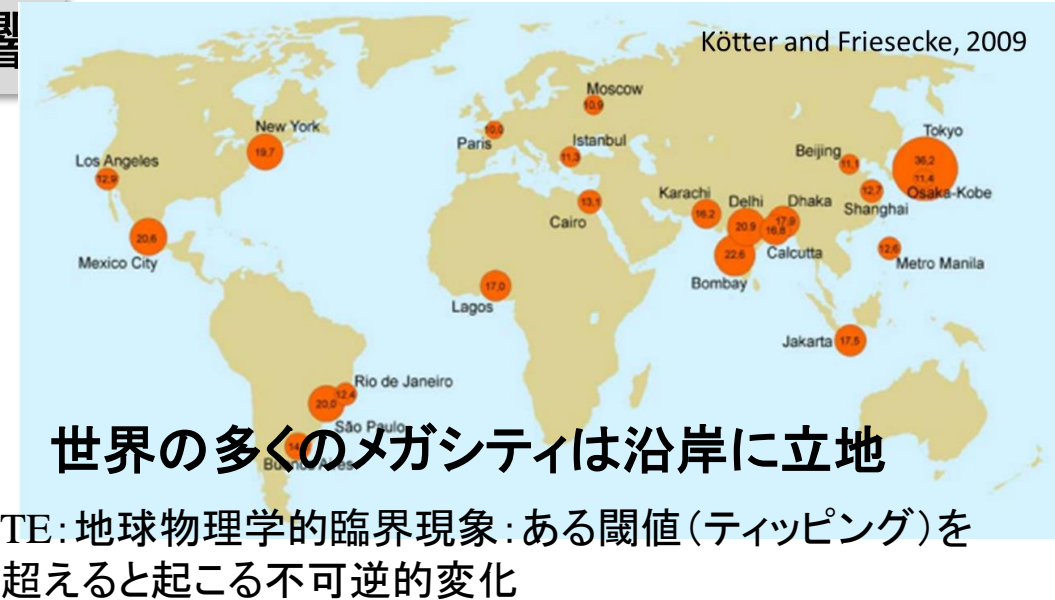 響
Kötter and Friesecke, 2009
Moscow
10,9
New York
19,7
Paris
10,0
Istanbul
11,3
Tokyo
36,2
Beijing
11,1
11,4
Osaka-Kobe
Los Angeles
12,9
Karachi
16,2
Delhi
20,9
Dhaka
17,9
12,7
Shanghai
Cairo
13,1
16,8
Calcutta
Mexico City
20,6
22,6
Bombay
12,6
Metro Manila
Lagos
17,0
Jakarta
17,5
Rio de Janeiro
12,4
20,0
São Paulo
Buenos Aires
世界の多くのメガシティは沿岸に立地
TE:地球物理学的臨界現象:ある閾値(ティッピング)を
超えると起こる不可逆的変化